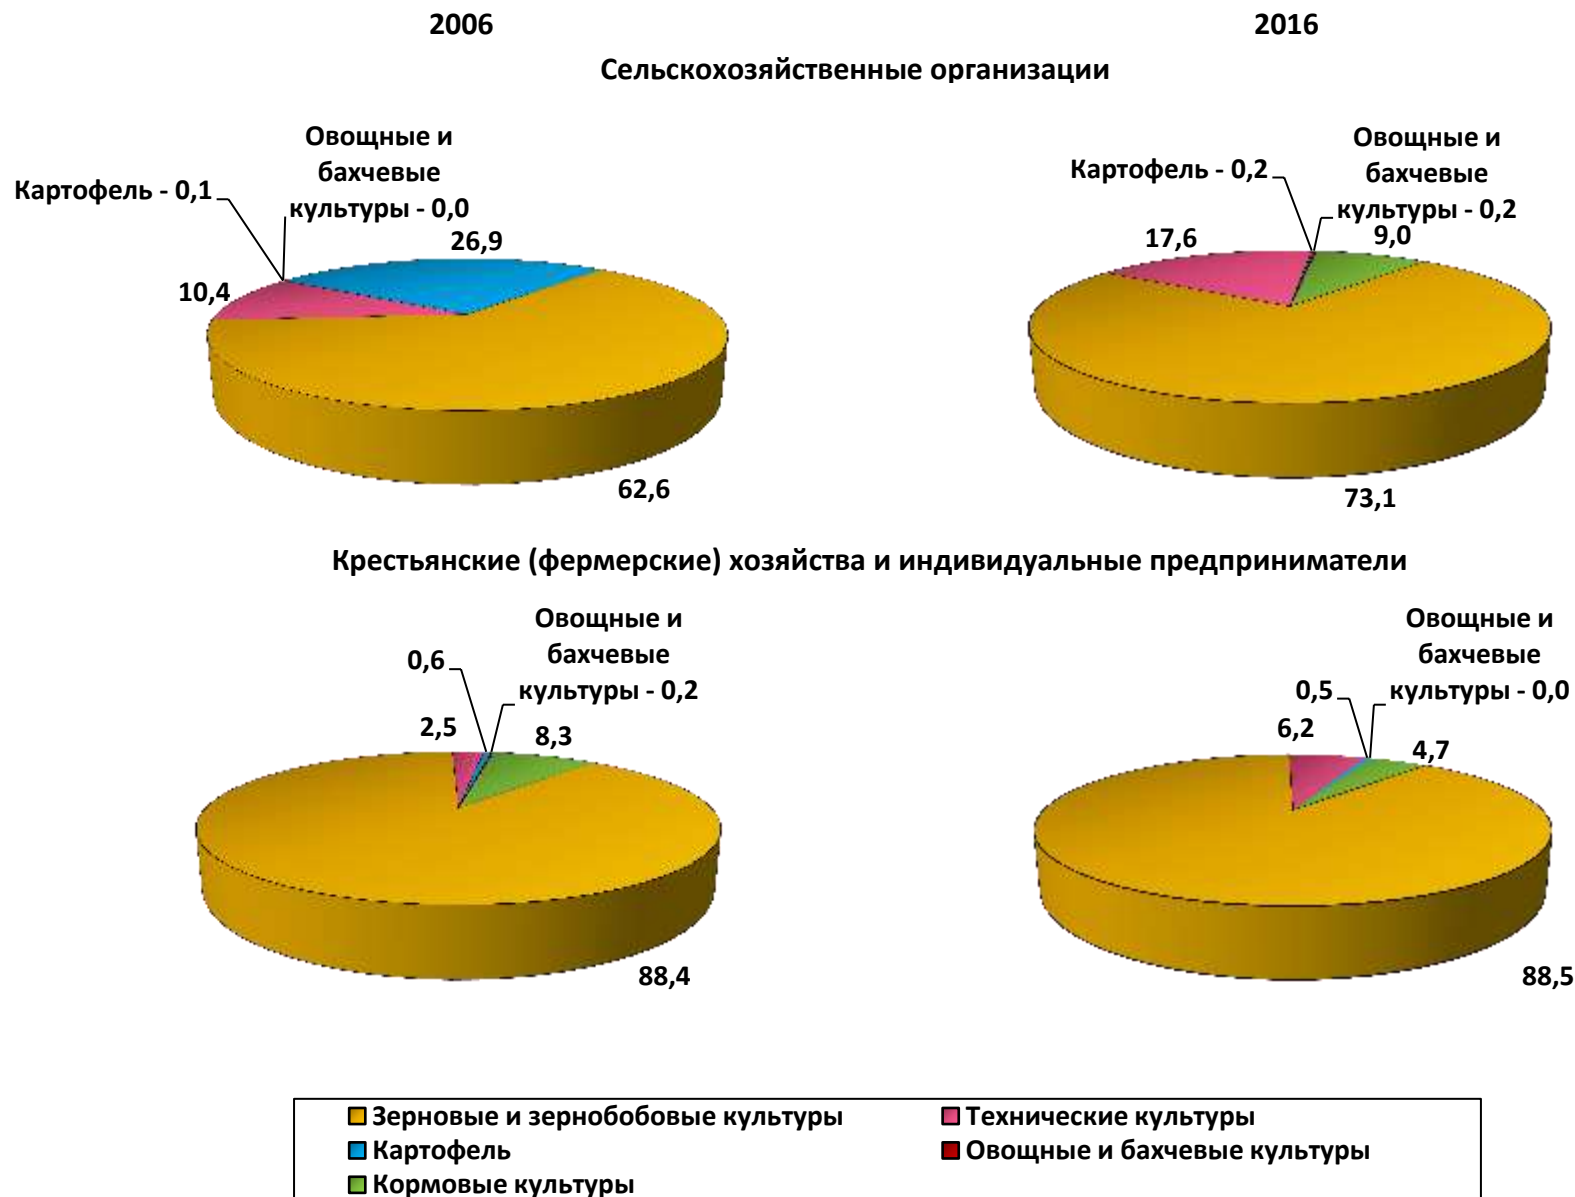 2006
2016
Сельскохозяйственные организации
Овощные и
бахчевые
культуры - 0,0
Картофель - 0,1
26,9
10,4
62,6
Овощные и
бахчевые
культуры - 0,2
Картофель - 0,2
17,6
9,0
73,1
Крестьянские (фермерские) хозяйства и индивидуальные предприниматели
Овощные и
бахчевые
культуры - 0,2
0,6
2,5
8,3
88,4
Овощные и
бахчевые
культуры - 0,0
0,5
6,2
4,7
88,5
Зерновые и зернобобовые культуры
Технические культуры
Картофель
Овощные и бахчевые культуры
Кормовые культуры